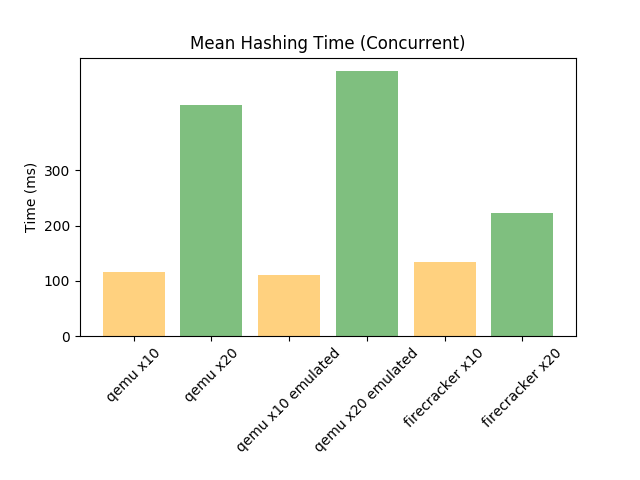 Mean Hashing Time (Concurrent)
Time (ms)
300
200
100
0
qemu x10
qemu x20
qemu x10 emulated
qemu x20 emulated
firecracker x10
firecracker x20